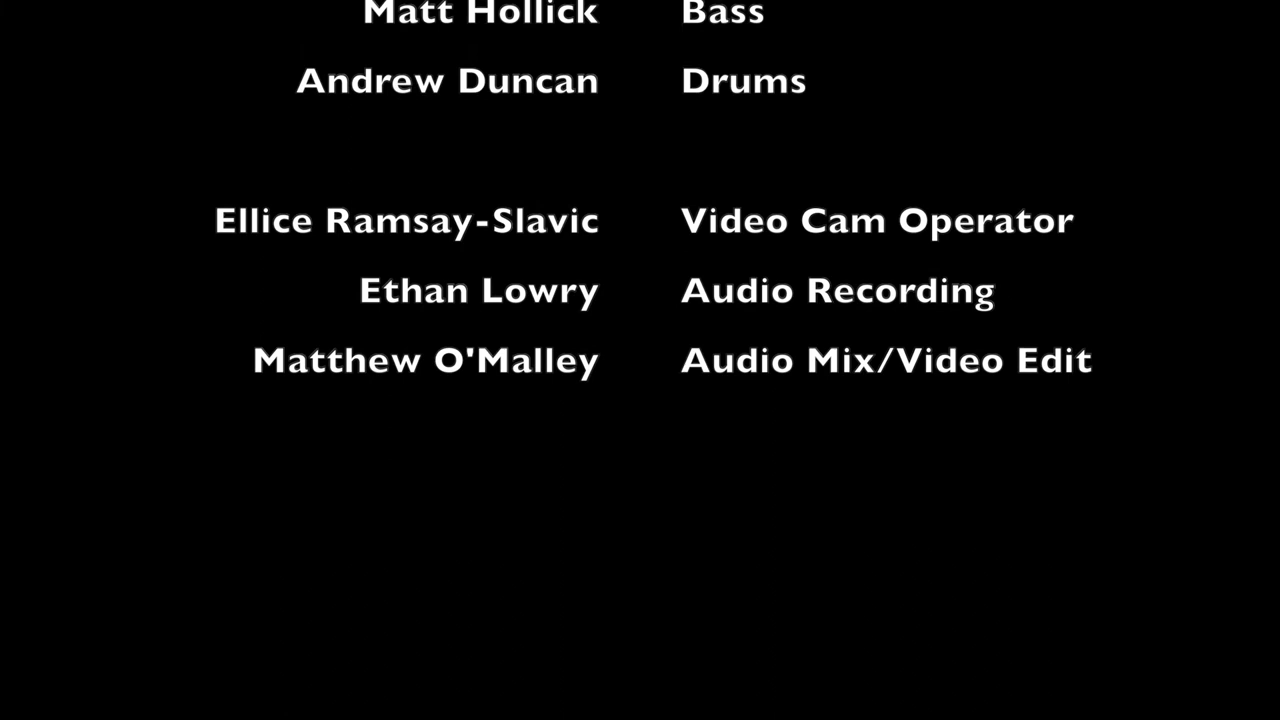 Matt Hollick Bass
Andrew Duncan Drums
Ellice Ramsay-Slavic Video Cam Operator
Ethan Lowry Audio Recording
Matthew O'Malley Audio Mix/Video Edit